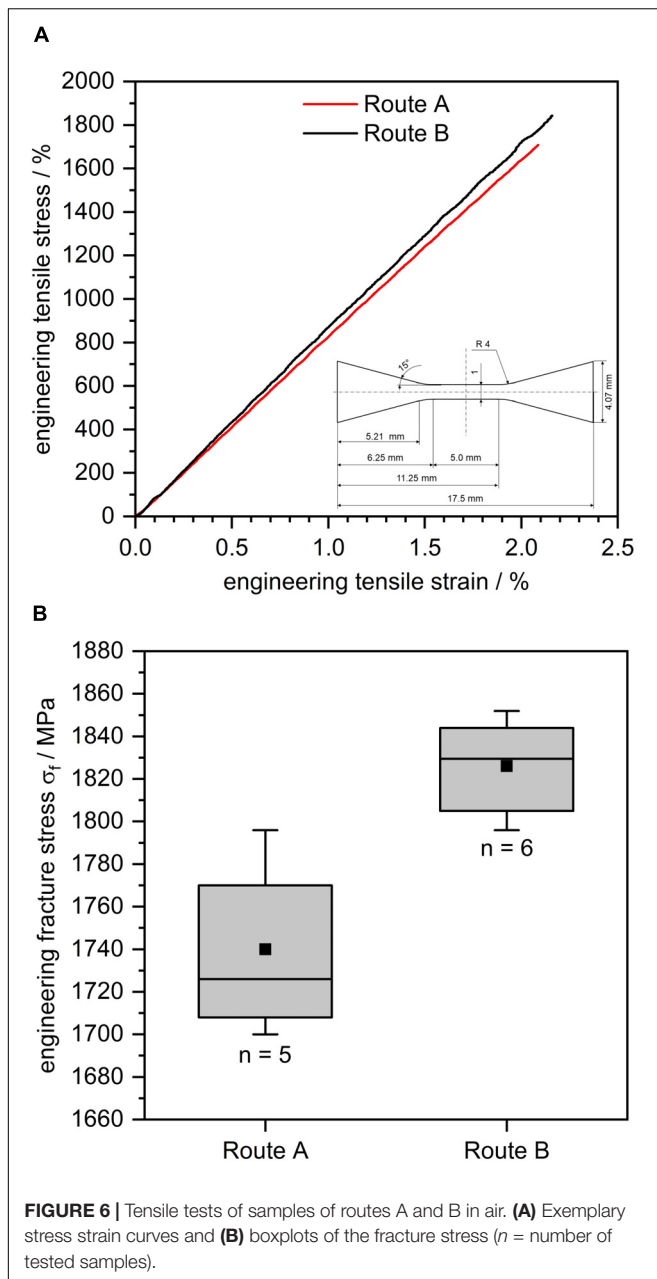 A
2000
1800
1600
1400
1200
1000
800
600
400
200
0
engineering tensile stress / %
Route A
Route B
15°
R 4
1
4.07 mm
5.21 mm
6.25 mm
5.0 mm
11.25 mm
17.5 mm
0.0 0.5 1.0 1.5 2.0 2.5
engineering tensile strain / %
B
1880
1860
1840
1820
1800
1780
1760
1740
1720
1700
1680
1660
engineering fracture stress σf / MPa
n = 5
n = 6
Route A Route B
FIGURE 6 | Tensile tests of samples of routes A and B in air. (A) Exemplary
stress strain curves and (B) boxplots of the fracture stress (n = number of
tested samples).